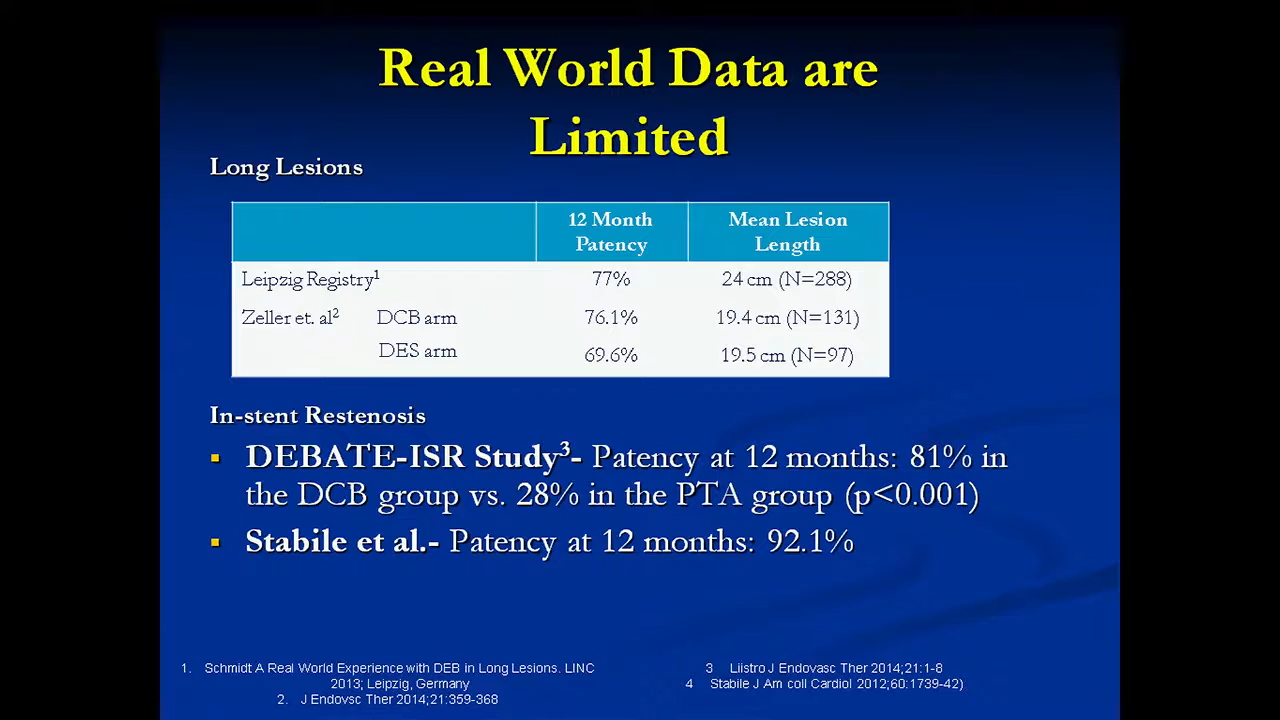 Real World Data are
Limited
Long Lesions
12 Month Patency
Mean Lesion Length
Leipzig Registry1 77% 24 cm (N=288)
Zeller et. al2 DCB arm 76.1% 19.4 cm (N=131)
DES arm 69.6% 19.5 cm (N=97)
In-stent Restenosis
▪ DEBATE-ISR Study3- Patency at 12 months: 81% in
the DCB group vs. 28% in the PTA group (p<0.001)
▪ Stabile et al.- Patency at 12 months: 92.1%
1. Schmidt A Real World Experience with DEB in Long Lesions. LINC
2013; Leipzig, Germany
2. J Endovsc Ther 2014;21:359-368
3 Liistro J Endovasc Ther 2014;21:1-8
4 Stabile J Am coll Cardiol 2012;60:1739-42)